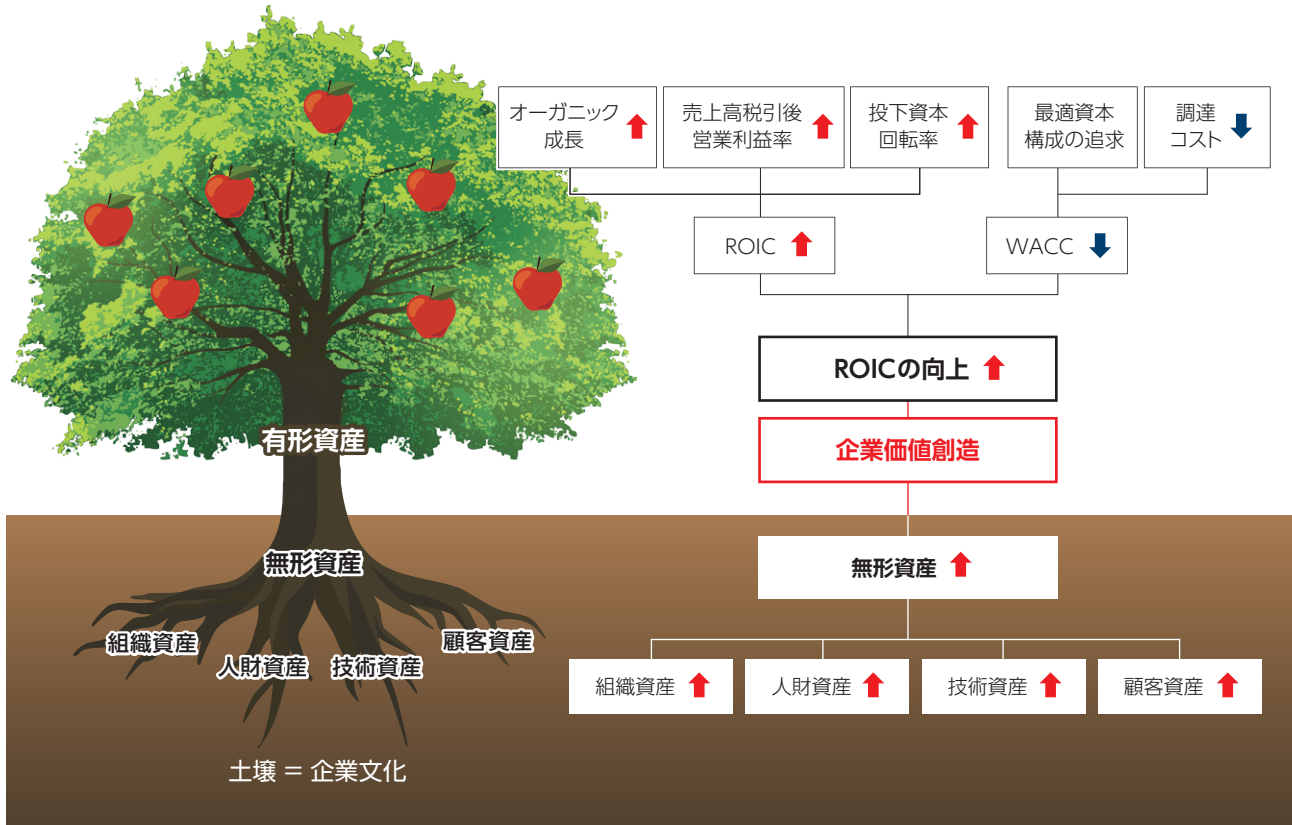 オーガニック
成長
売上高税引後
営業利益率
投下資本
回転率
最適資本
構成の追求
調達
コスト
ROIC
WACC
ROICの向上
企業価値創造
有形資産
無形資産
無形資産
組織資産
人財資産
技術資産
顧客資産
組織資産
人財資産
技術資産
顧客資産
土壌 = 企業文化